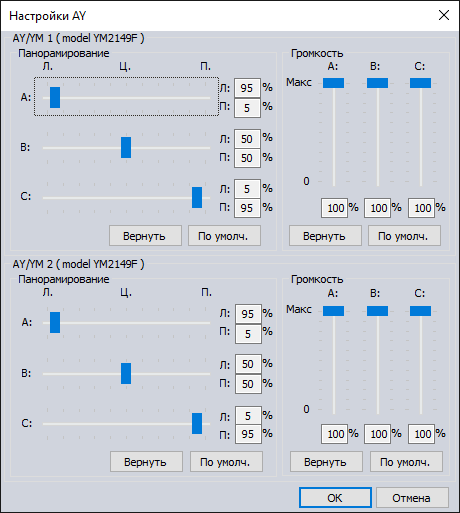 Настройки AY
AY/YM 1 ( model YM2149F )
Панорамирование
Л. Ц. П.
A: Л: 95 %
П: 5 %
B: Л: 50 %
П: 50 %
C: Л: 5 %
П: 95 %
Вернуть По умолч.
Громкость
A: B: C:
Макс
0
100 % 100 % 100 %
Вернуть По умолч.
AY/YM 2 ( model YM2149F )
Панорамирование
Л. Ц. П.
A: Л: 95 %
П: 5 %
B: Л: 50 %
П: 50 %
C: Л: 5 %
П: 95 %
Вернуть По умолч.
Громкость
A: B: C:
Макс
0
100 % 100 % 100 %
Вернуть По умолч.
ОК Отмена